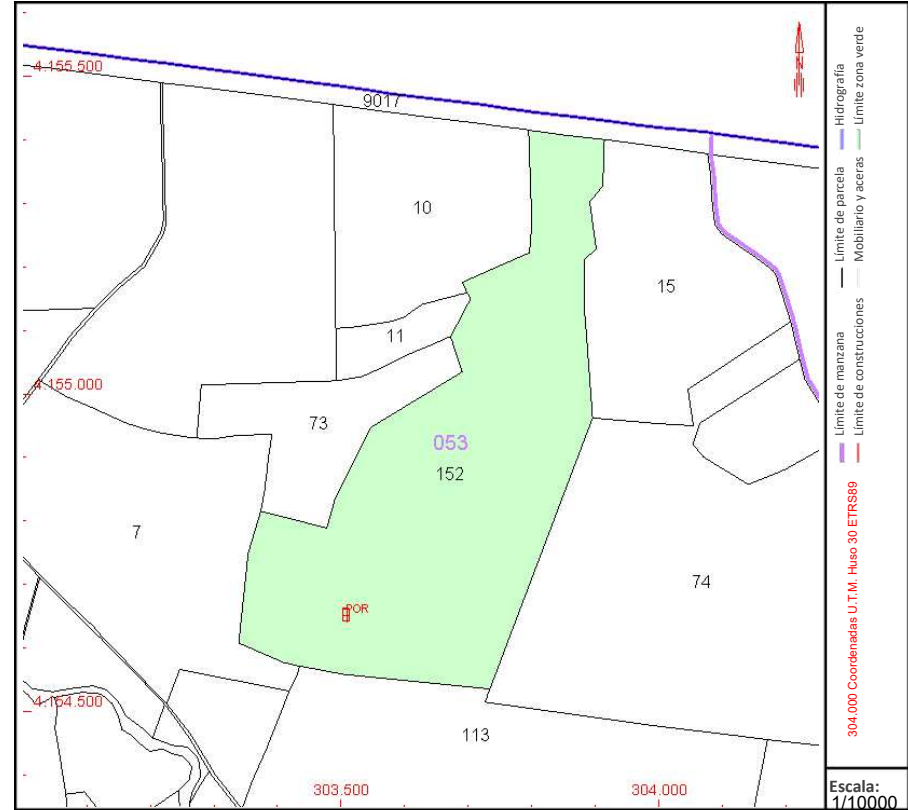 4.155.500
9017
N
10
15
11
4.155.000
73
053
152
7
74
POR
4.154.500
113
303.500
304.000
Límite de manzana
Límite de parcela
Hidrografía
Límite de construcciones
Mobiliario y aceras
Límite zona verde
304.000 Coordenadas U.T.M. Huso 30 ETRS89
Escala:
1/10000